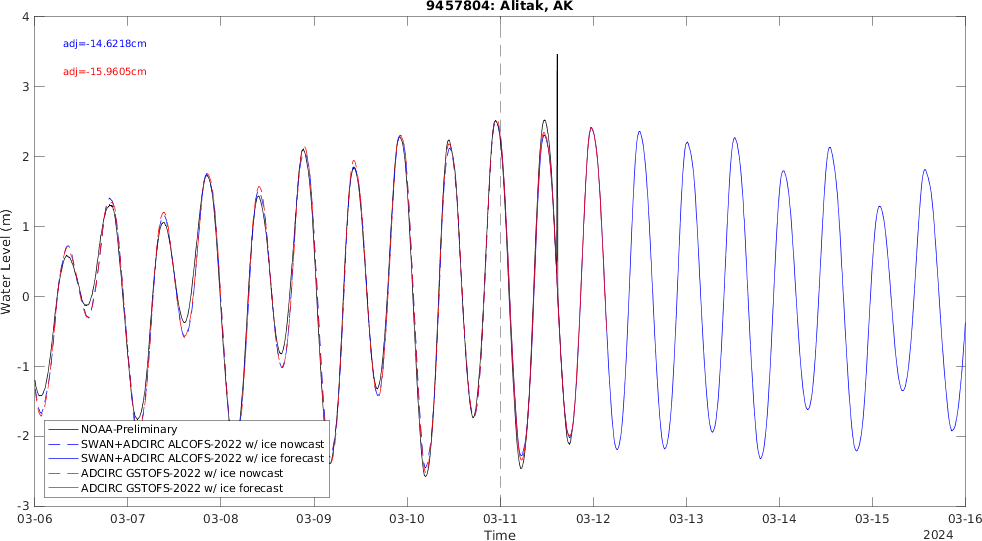 9457804: Alitak, AK
adj=-14.6218cm
adj=-15.9605cm
Water Level (m)
4
3
2
1
0
-1
-2
-3
NOAA-Preliminary
SWAN+ADCIRC ALCOFS-2022 w/ ice nowcast
SWAN+ADCIRC ALCOFS-2022 w/ ice forecast
ADCIRC GSTOFS-2022 w/ ice nowcast
ADCIRC GSTOFS-2022 w/ ice forecast
03-06 03-07 03-08 03-09 03-10 03-11 03-12 03-13 03-14 03-15 03-16
Time
2024